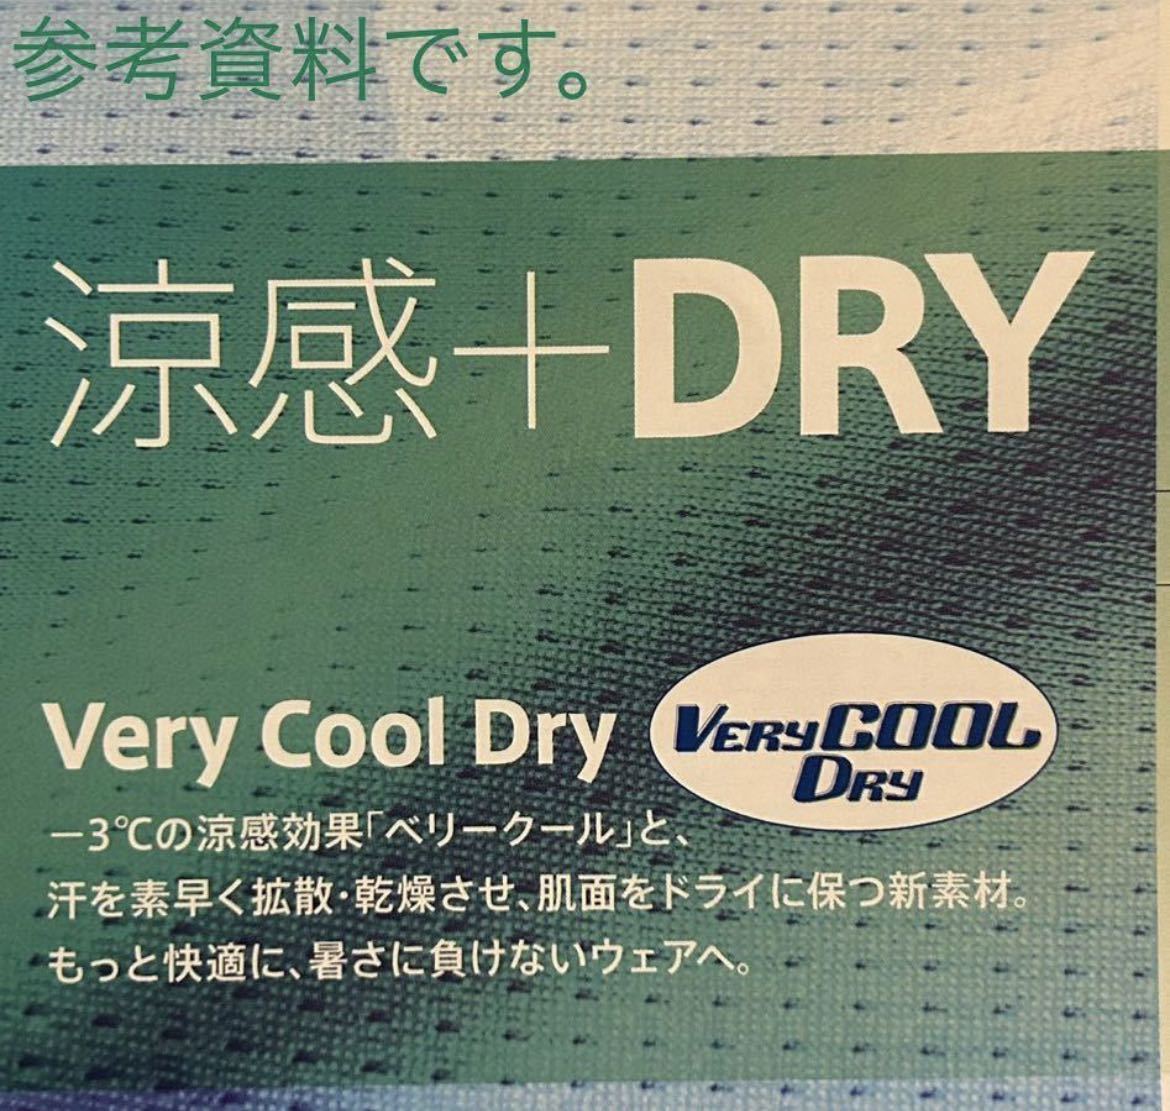 参考資料です。
涼感＋DRY
Very Cool Dry
VERY COOL
DRY
−3℃の涼感効果「ベリークール」と、
汗を素早く拡散・乾燥させ、肌面をドライに保つ新素材。
もっと快適に、暑さに負けないウェアへ。